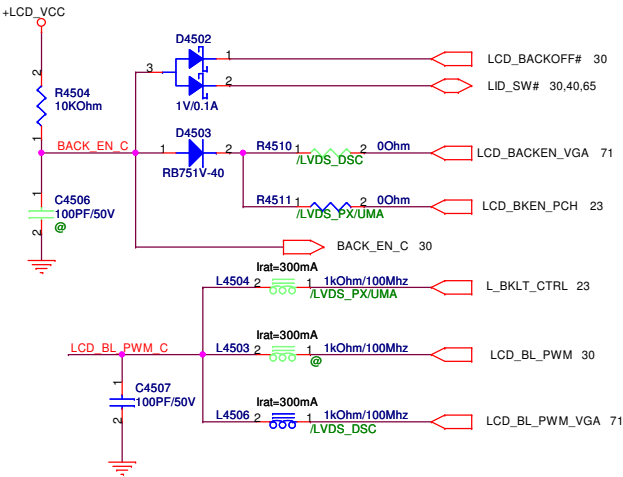 +LCD_VCC
D4502
1
LCD_BACKOFF# 30
3
2
2
LID_SW# 30,40,65
R4504
10KOhm
1V/0.1A
D4503
1
BACK_EN_C
1
2
R4510 1
2 0Ohm
LCD_BACKEN_VGA 71
/LVDS_DSC
RB751V-40
1
C4506
100PF/50V
R4511 1
2 0Ohm
LCD_BKEN_PCH 23
/LVDS_PX/UMA
2
@
BACK_EN_C 30
Irat=300mA
L4504 2
1 1kOhm/100Mhz
L_BKLT_CTRL 23
/LVDS_PX/UMA
Irat=300mA
LCD_BL_PWM_C
L4503 2
1 1kOhm/100Mhz
LCD_BL_PWM 30
@
1
C4507
100PF/50V
2
Irat=300mA
L4506 2
1 1kOhm/100Mhz
LCD_BL_PWM_VGA 71
/LVDS_DSC